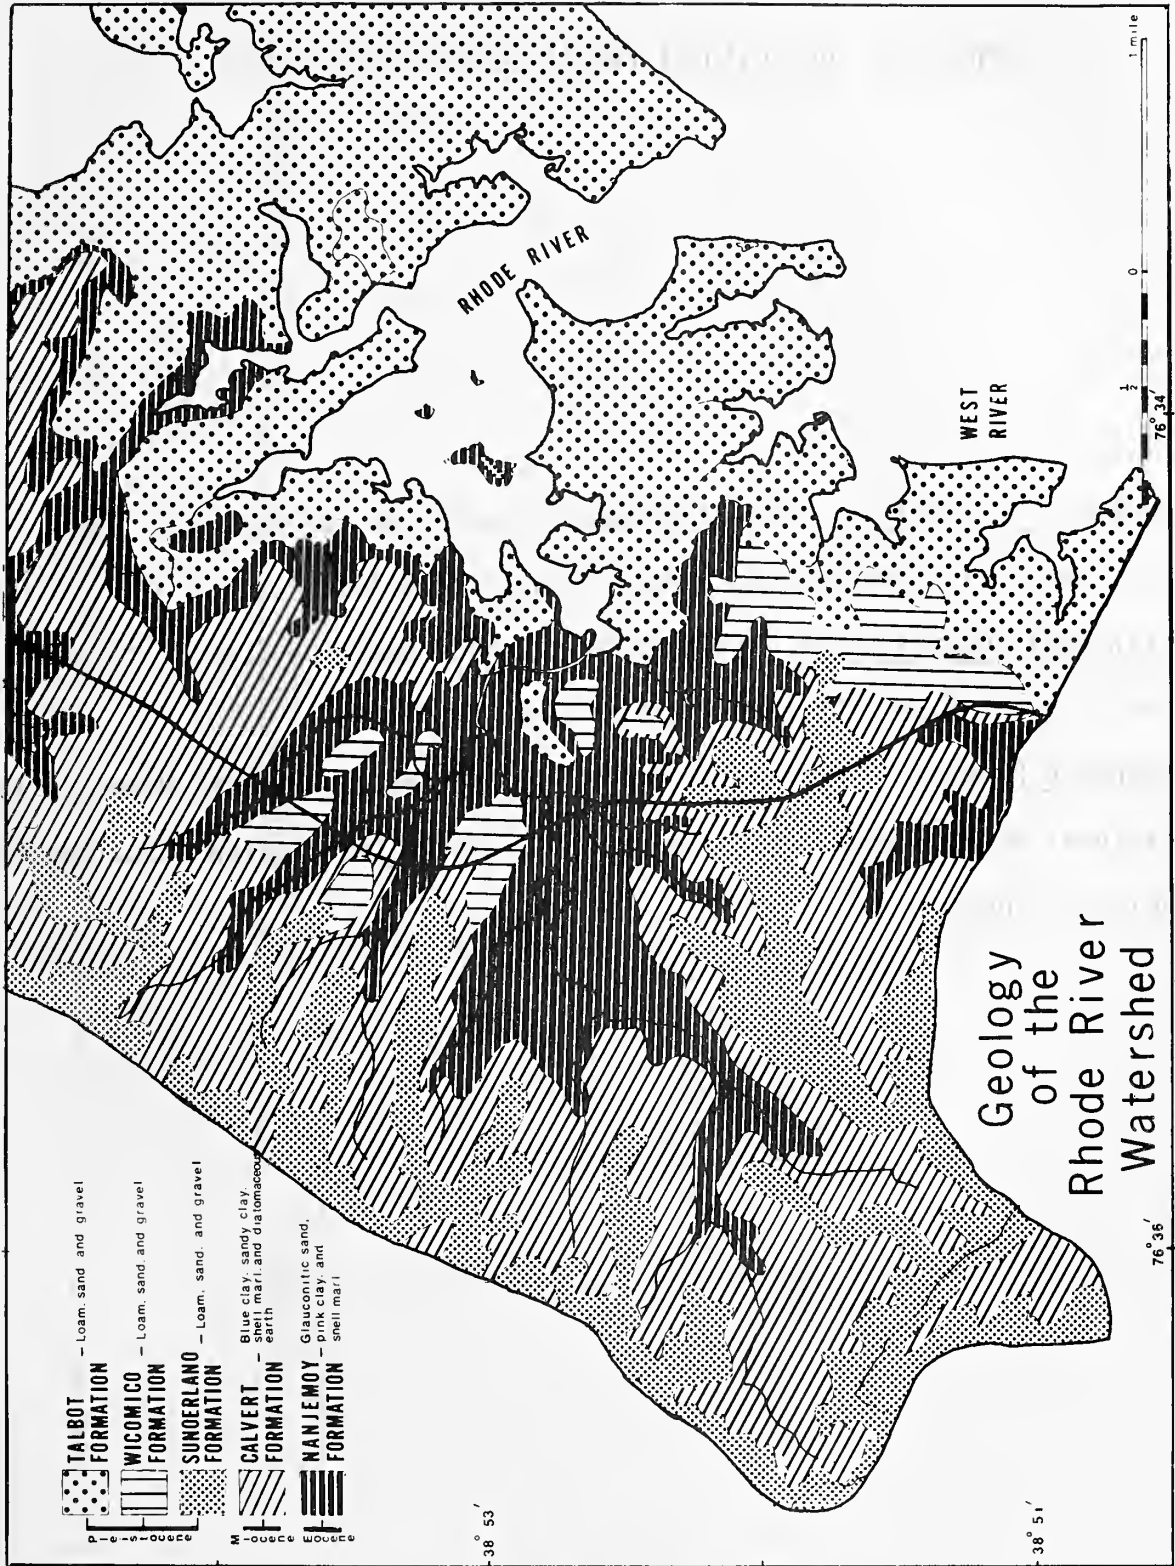 TALBOT
FORMATION
– Loam, sand and gravel
WICOMICO
FORMATION
– Loam, sand, and gravel
SUNDERLAND
FORMATION
– Loam, sand, and gravel
CALVERT
FORMATION
– Blue clay, sandy clay,
shell marl, and diatomaceous
earth
NANJEMOY
FORMATION
– Glauconitic sand,
pink clay, and
shell marl
Pleistocene
Miocene
Eocene
RHODE RIVER
WEST
RIVER
Geology
of the
Rhode River
Watershed
38° 53'
38° 51'
76° 36'
76° 34'
½
0
1 mile